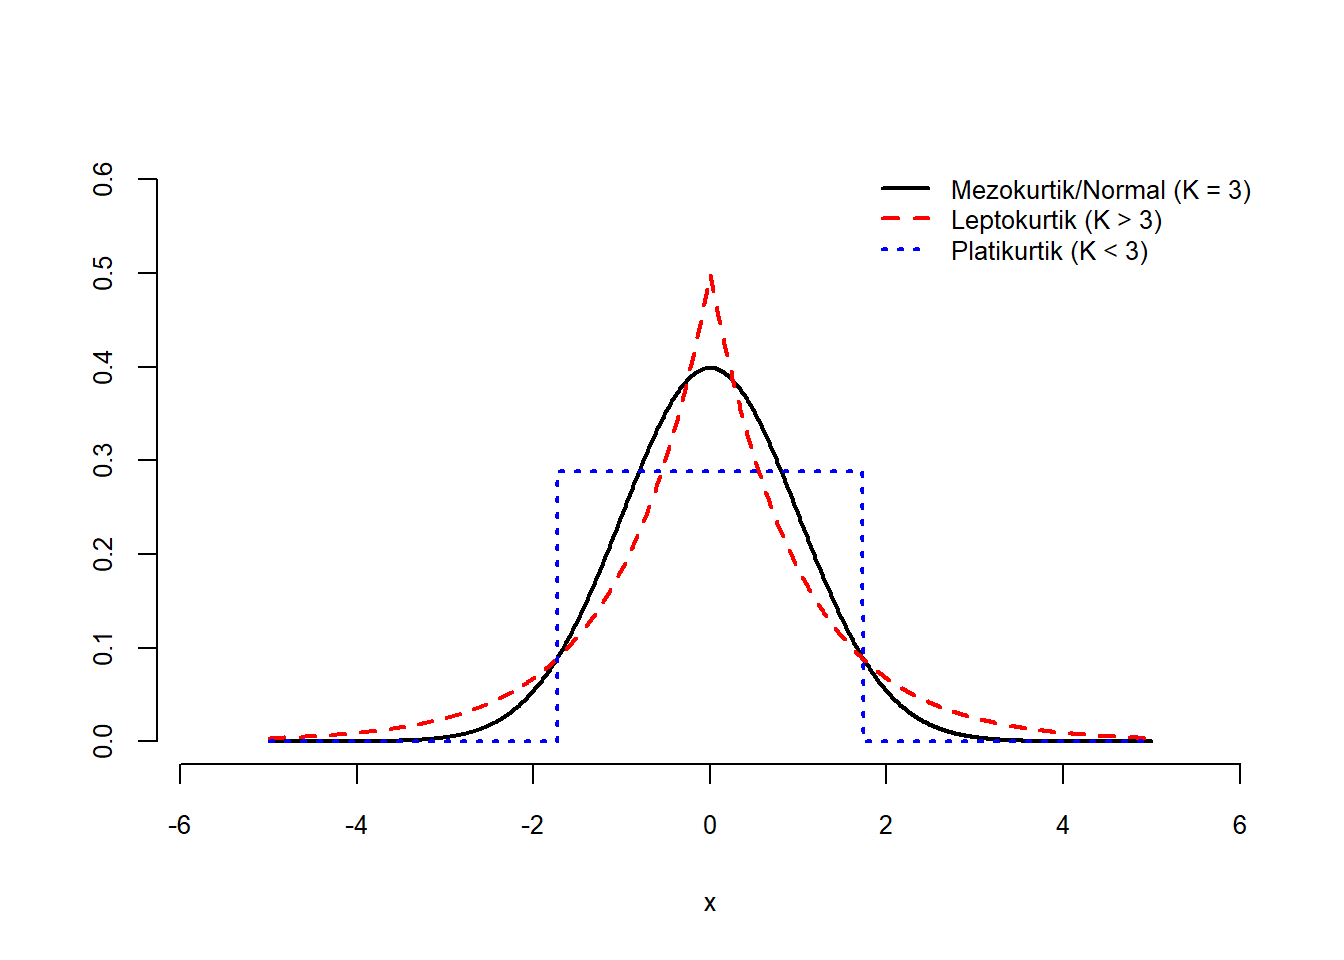 Mezokurtik/Normal (K = 3)
Leptokurtik (K > 3)
Platikurtik (K < 3)
0.6
0.5
0.4
0.3
0.2
0.1
0.0
-6 -4 -2 0 2 4 6
x